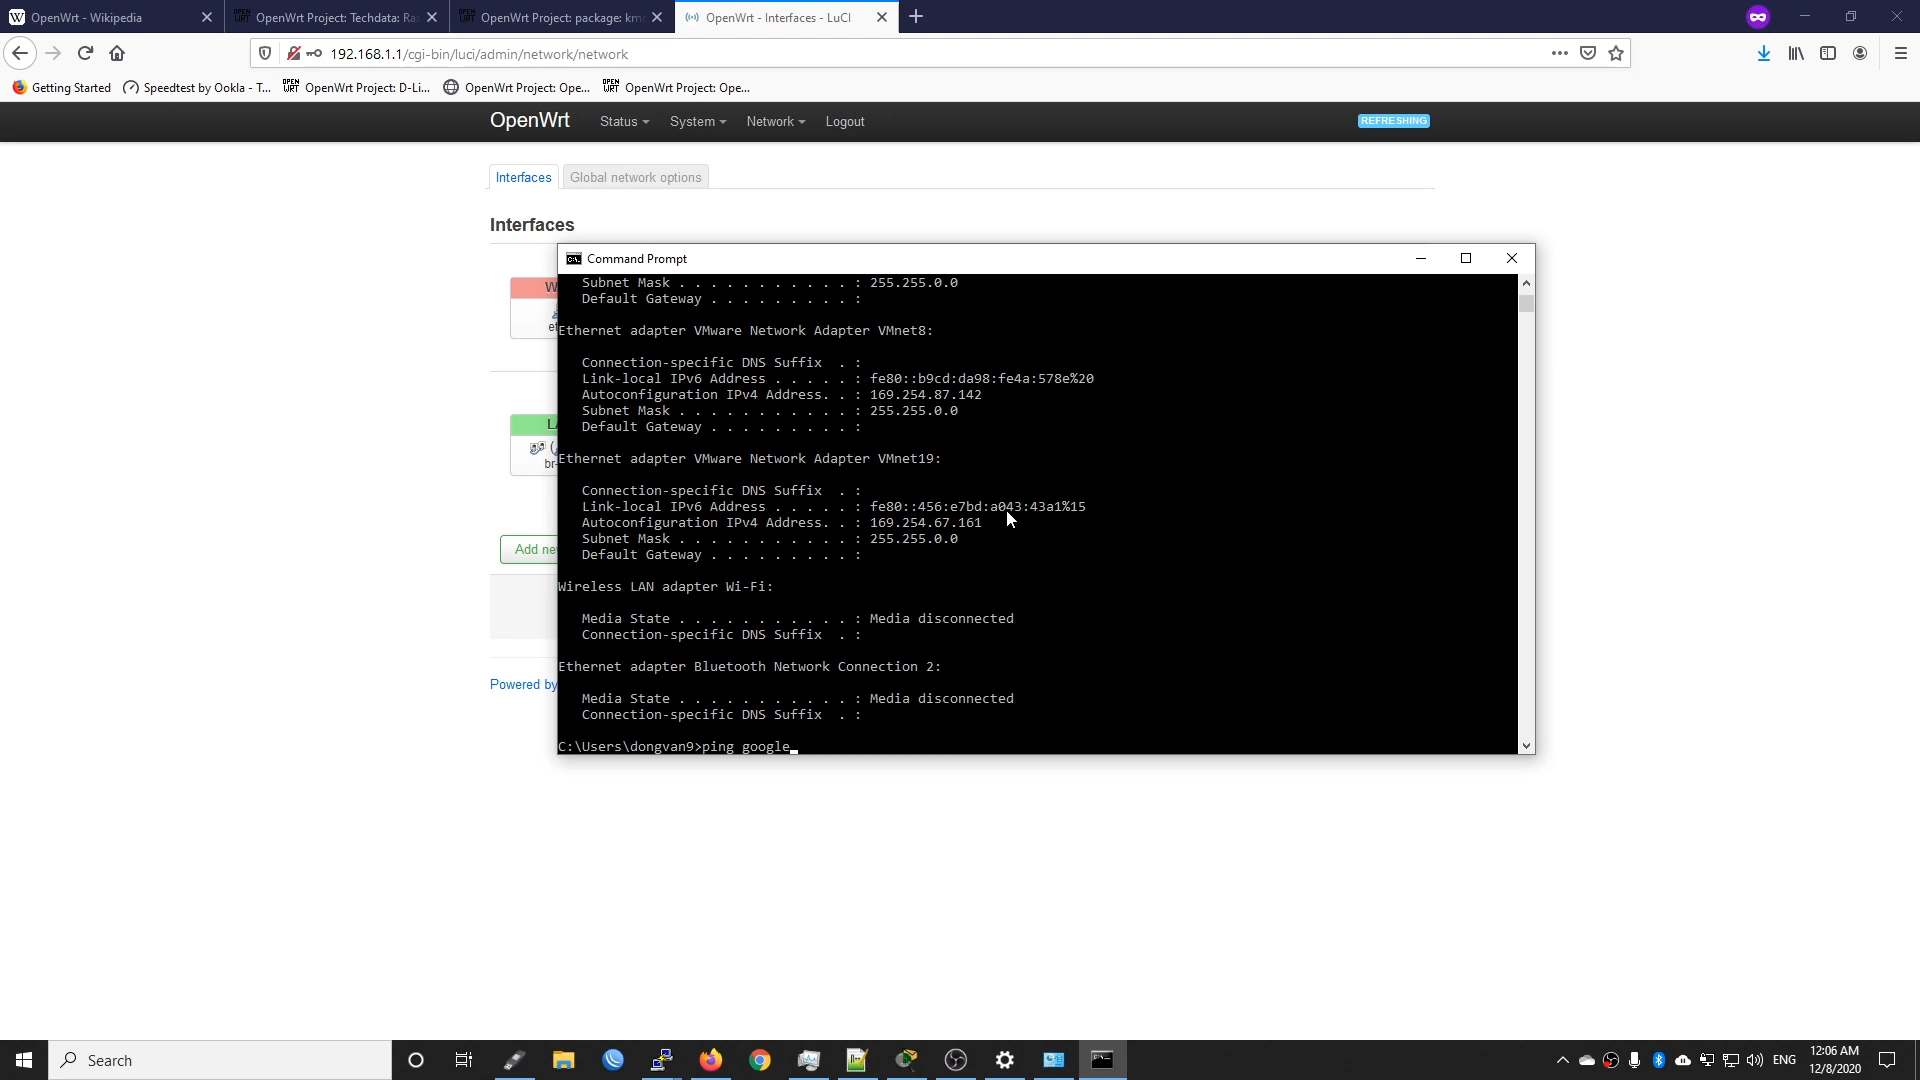 OpenWrt - Wikipedia
OpenWrt Project: Techdata: Ras
OpenWrt Project: package: kmo
OpenWrt - Interfaces - LuCI
192.168.1.1/cgi-bin/luci/admin/network/network
Getting Started
Speedtest by Ookla - T...
OpenWrt Project: D-Li...
OpenWrt Project: Ope...
OpenWrt Project: Ope...
OpenWrt
Status
System
Network
Logout
REFRESHING
Interfaces
Global network options
Interfaces
W
et
LA
br-
Add ne
Powered by
Command Prompt
Subnet Mask . . . . . . . . . . . : 255.255.0.0
Default Gateway . . . . . . . . . :
Ethernet adapter VMware Network Adapter VMnet8:
Connection-specific DNS Suffix  . :
Link-local IPv6 Address . . . . . : fe80::b9cd:da98:fe4a:578e%20
Autoconfiguration IPv4 Address. . : 169.254.87.142
Subnet Mask . . . . . . . . . . . : 255.255.0.0
Default Gateway . . . . . . . . . :
Ethernet adapter VMware Network Adapter VMnet19:
Connection-specific DNS Suffix  . :
Link-local IPv6 Address . . . . . : fe80::456:e7bd:a043:43a1%15
Autoconfiguration IPv4 Address. . : 169.254.67.161
Subnet Mask . . . . . . . . . . . : 255.255.0.0
Default Gateway . . . . . . . . . :
Wireless LAN adapter Wi-Fi:
Media State . . . . . . . . . . . : Media disconnected
Connection-specific DNS Suffix  . :
Ethernet adapter Bluetooth Network Connection 2:
Media State . . . . . . . . . . . : Media disconnected
Connection-specific DNS Suffix  . :
C:\Users\dongvan9>ping google_
Search
ENG
12:06 AM
12/8/2020